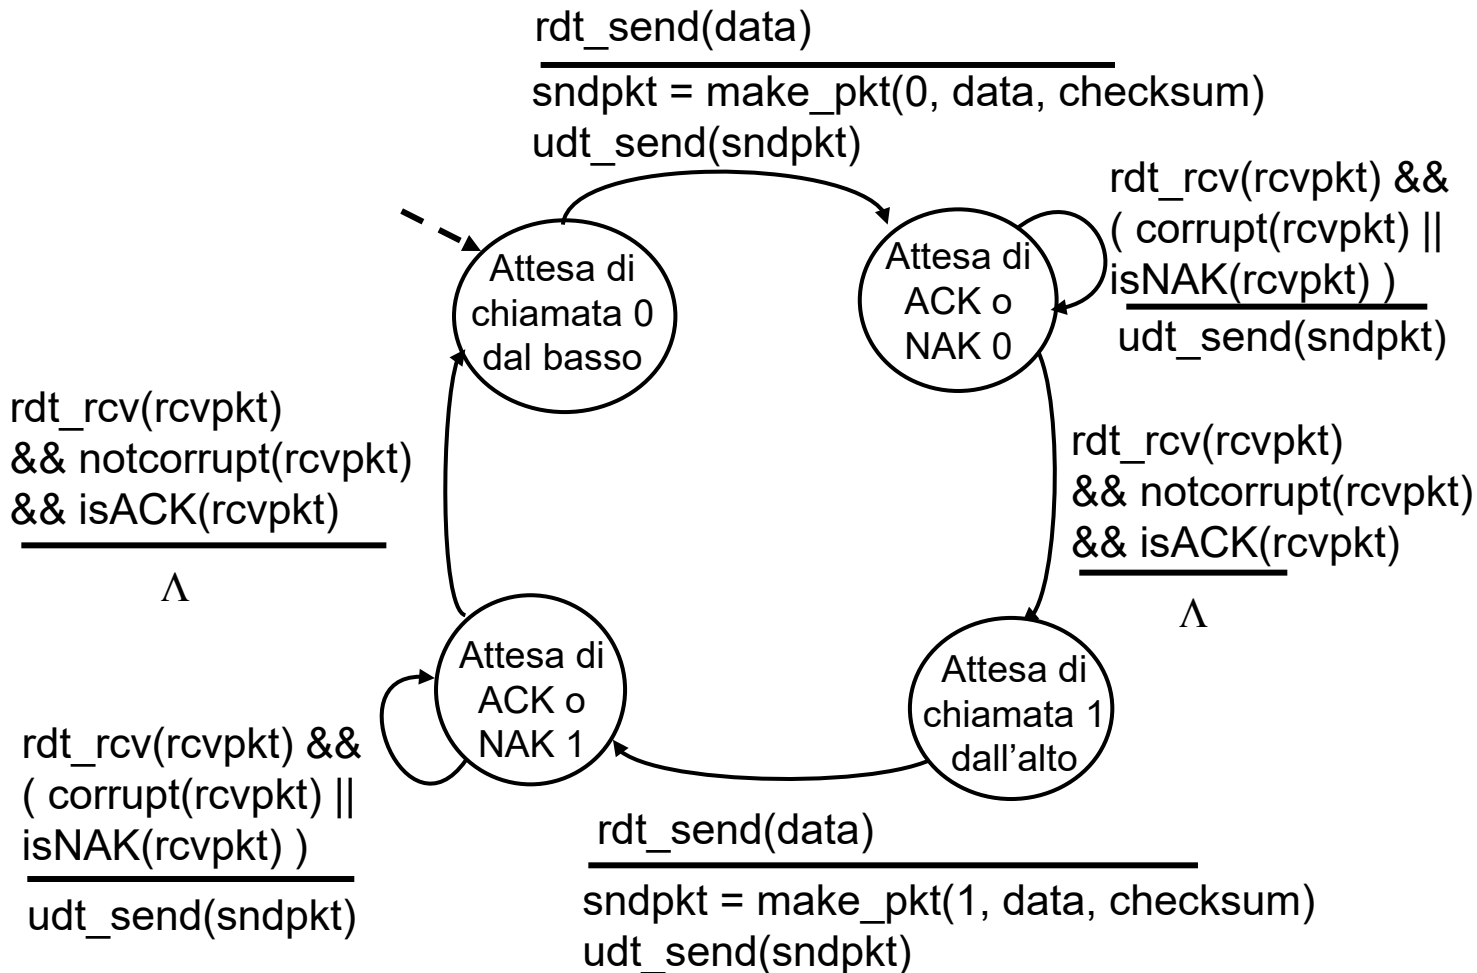 rdt_send(data)
sndpkt = make_pkt(0, data, checksum)
udt_send(sndpkt)
rdt_rcv(rcvpkt) &&
( corrupt(rcvpkt) ||
isNAK(rcvpkt) )
udt_send(sndpkt)
Attesa di
chiamata 0
dal basso
Attesa di
ACK o
NAK 0
rdt_rcv(rcvpkt)
&& notcorrupt(rcvpkt)
&& isACK(rcvpkt)
Λ
rdt_rcv(rcvpkt)
&& notcorrupt(rcvpkt)
&& isACK(rcvpkt)
Λ
Attesa di
ACK o
NAK 1
Attesa di
chiamata 1
dall’alto
rdt_rcv(rcvpkt) &&
( corrupt(rcvpkt) ||
isNAK(rcvpkt) )
udt_send(sndpkt)
rdt_send(data)
sndpkt = make_pkt(1, data, checksum)
udt_send(sndpkt)